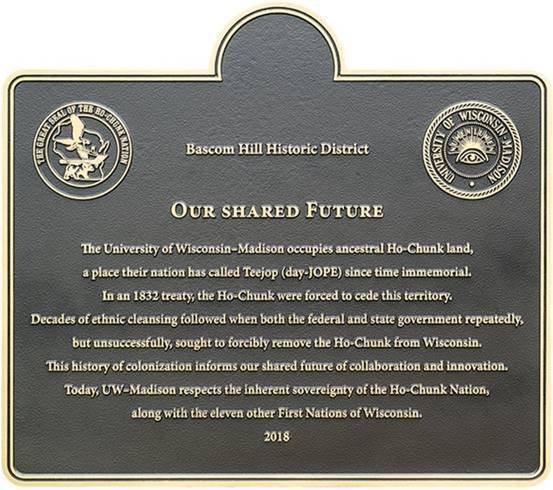 THE GREAT SEAL OF THE HO-CHUNK NATION
UNIVERSITY OF WISCONSIN-MADISON
Bascom Hill Historic District
OUR SHARED FUTURE
The University of Wisconsin–Madison occupies ancestral Ho-Chunk land,
a place their nation has called Teejop (day-JOPE) since time immemorial.
In an 1832 treaty, the Ho-Chunk were forced to cede this territory.
Decades of ethnic cleansing followed when both the federal and state government repeatedly,
but unsuccessfully, sought to forcibly remove the Ho-Chunk from Wisconsin.
This history of colonization informs our shared future of collaboration and innovation.
Today, UW–Madison respects the inherent sovereignty of the Ho-Chunk Nation,
along with the eleven other First Nations of Wisconsin.
2018